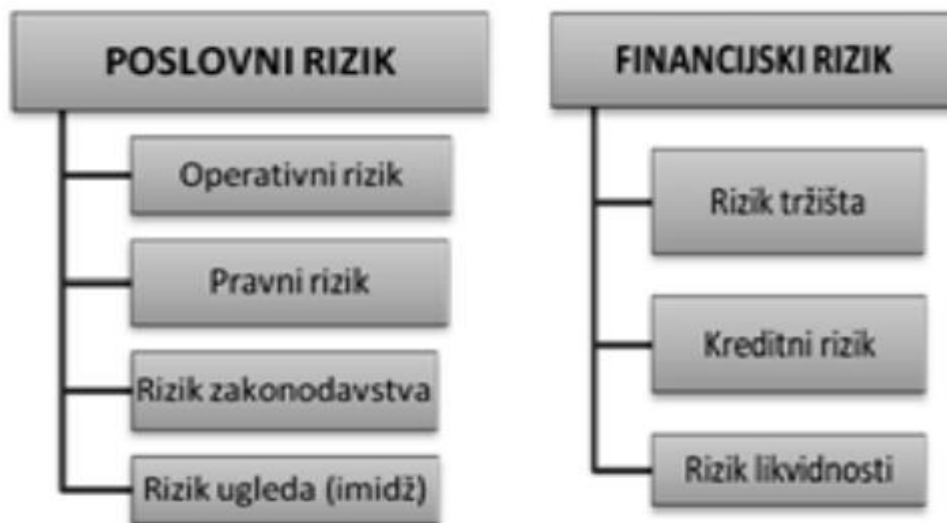 POSLOVNI RIZIK
Operativni rizik
Pravni rizik
Rizik zakonodavstva
Rizik ugleda (imidž)
FINANCIJSKI RIZIK
Rizik tržišta
Kreditni rizik
Rizik likvidnosti